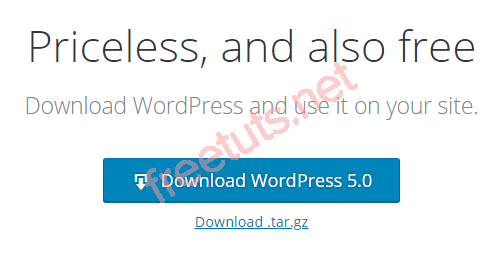 Priceless, and also free
Download WordPress and use it on your site.
Download WordPress 5.0
Download .tar.gz
freetuts.net